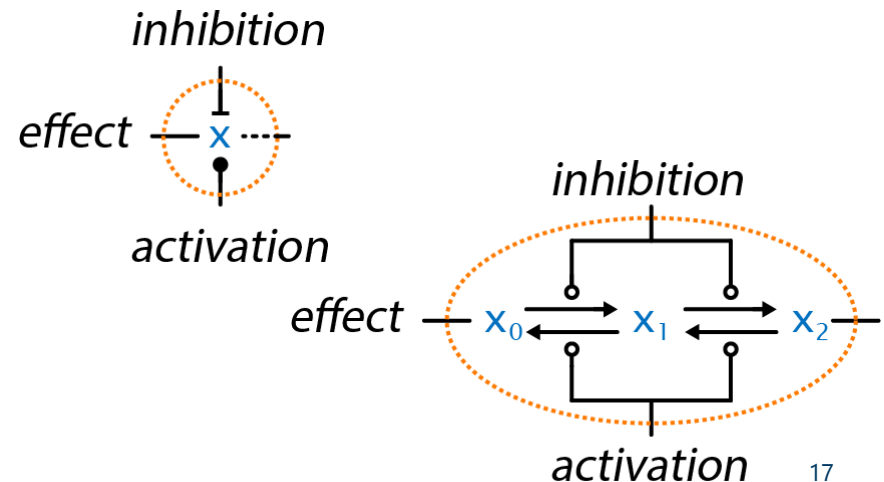 inhibition
effect x
activation
inhibition
effect x₀ x₁ x₂
activation
17